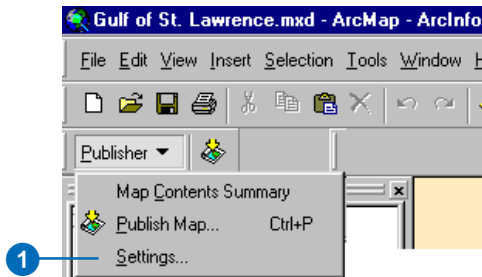 Gulf of St. Lawrence.mxd - ArcMap - ArcInfo
File Edit View Insert Selection Tools Window H
Publisher
Map Contents Summary
Publish Map... Ctrl+P
1 Settings...